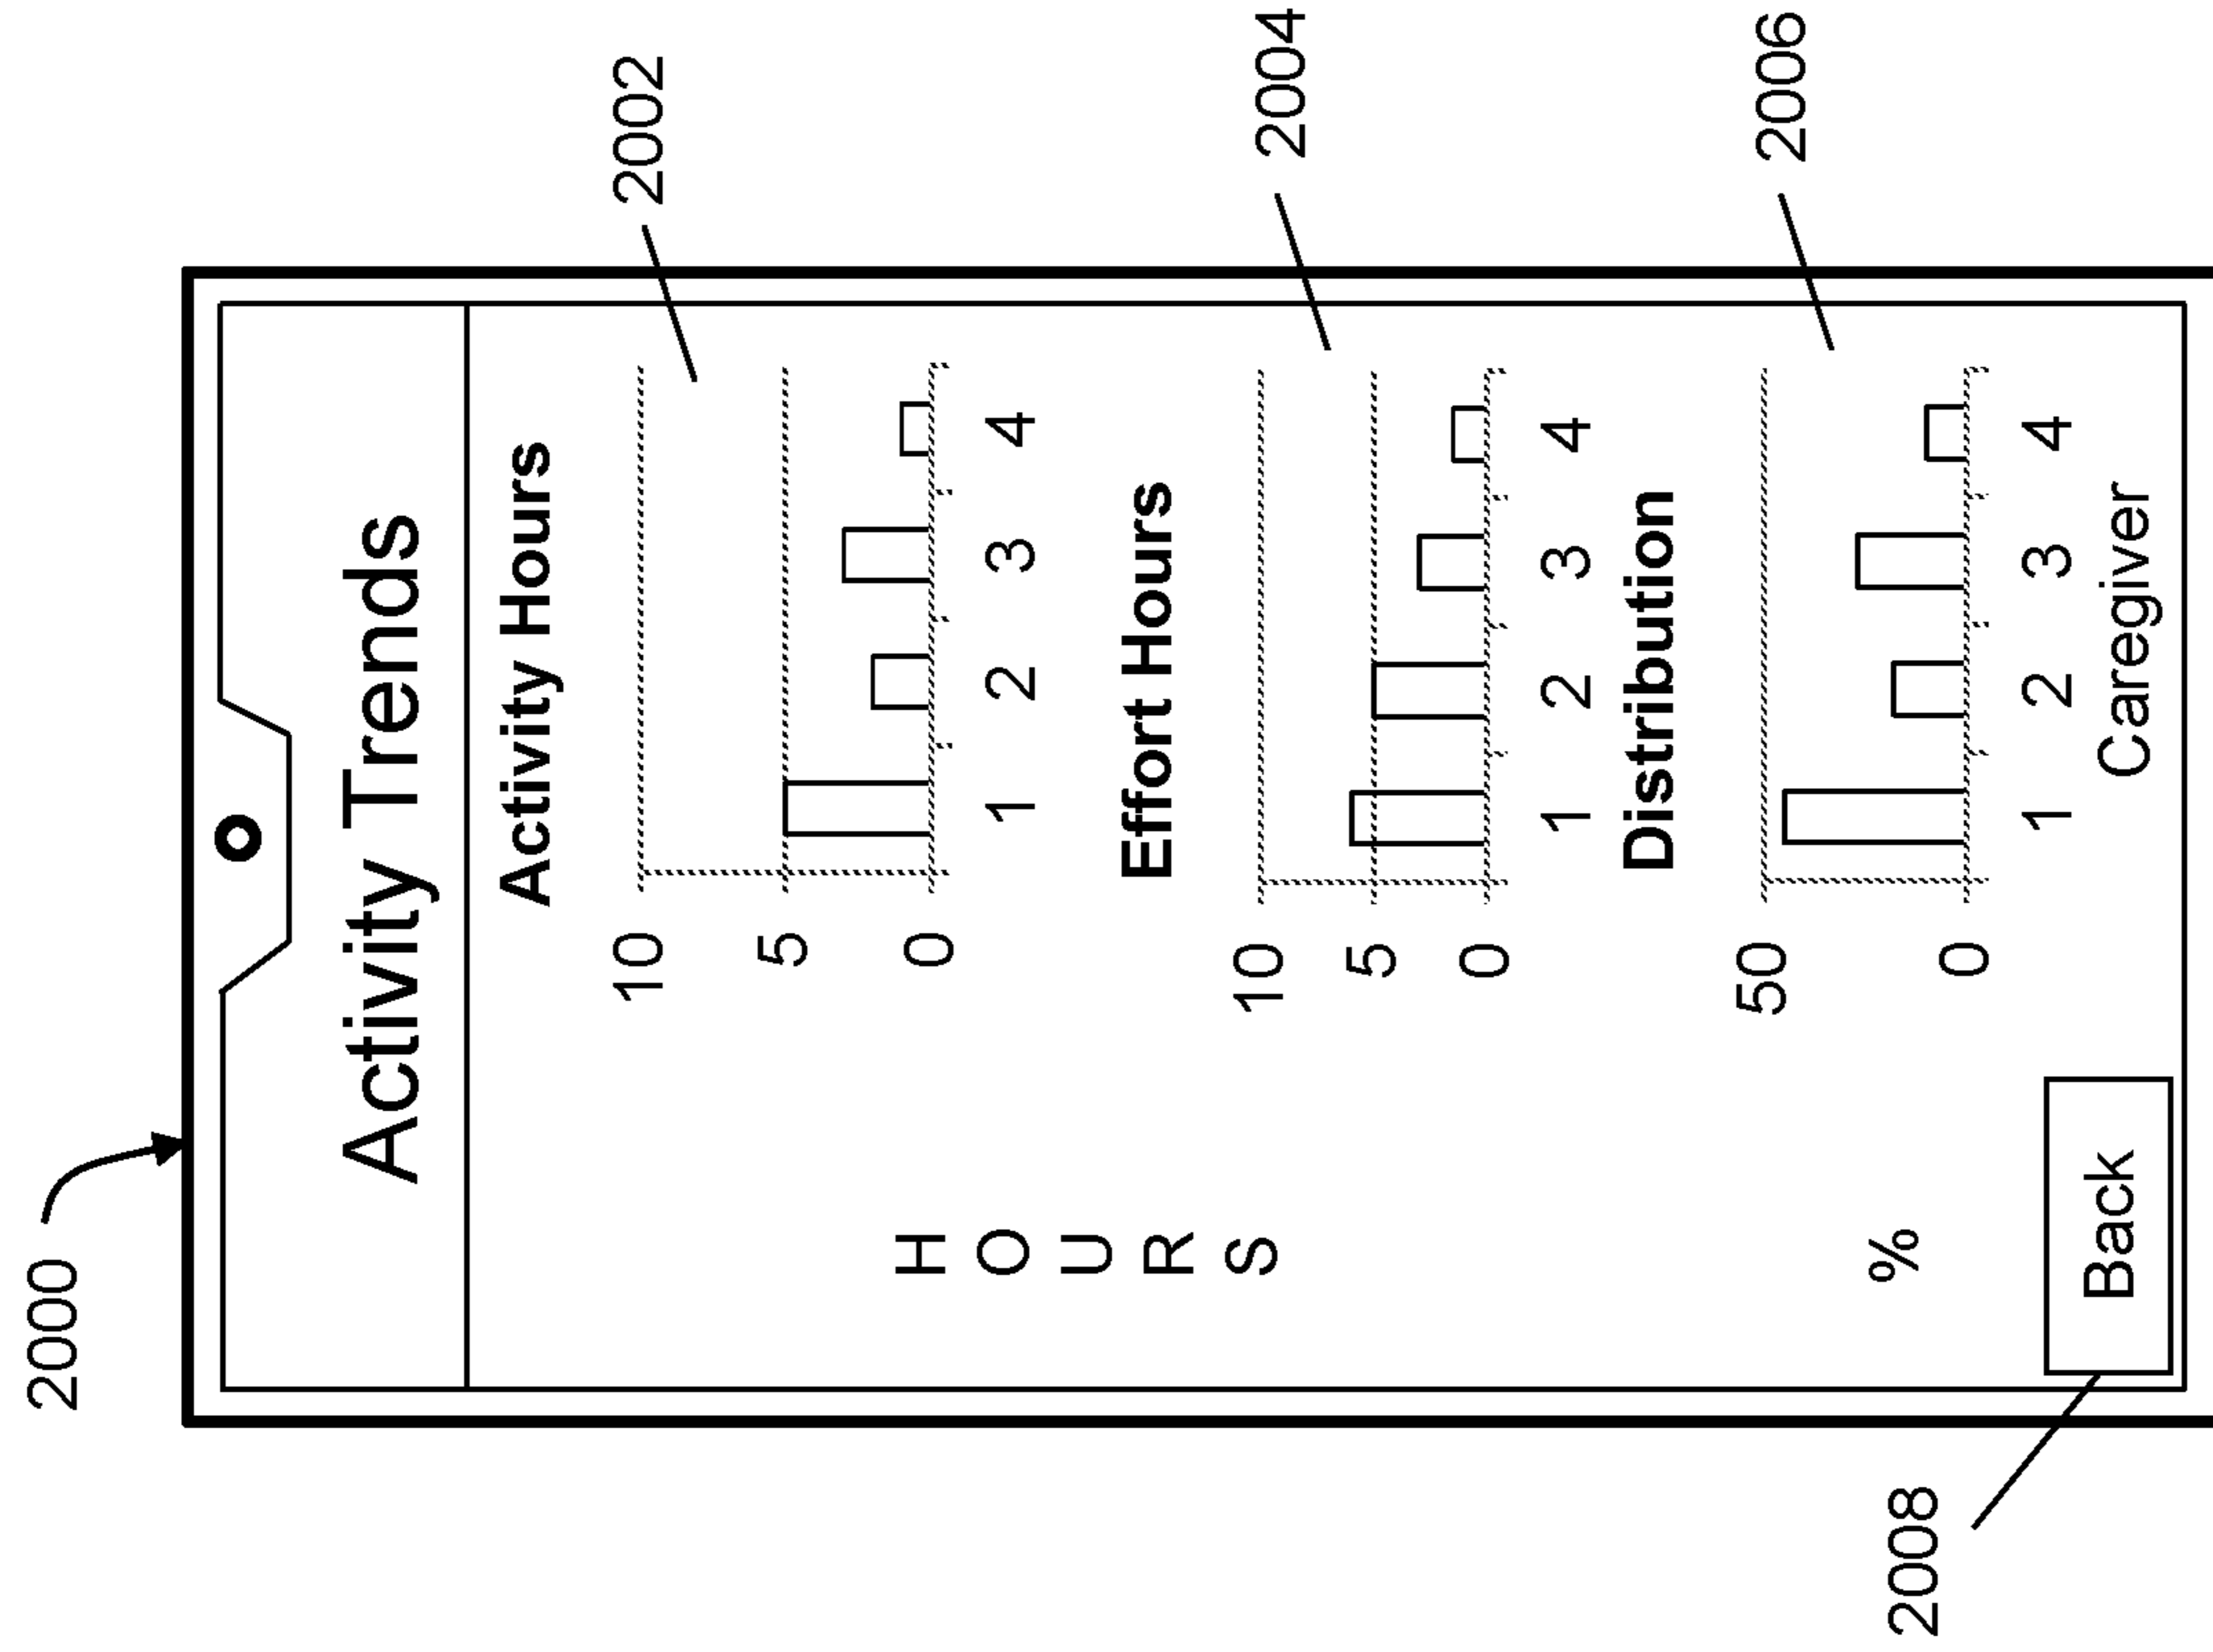 2000
Activity Trends
Activity Hours
10
5
0
1 2 3 4
2002
HOURS
Effort Hours
10
5
0
1 2 3 4
2004
Distribution
50
0
%
1 2 3 4
Caregiver
2006
Back
2008